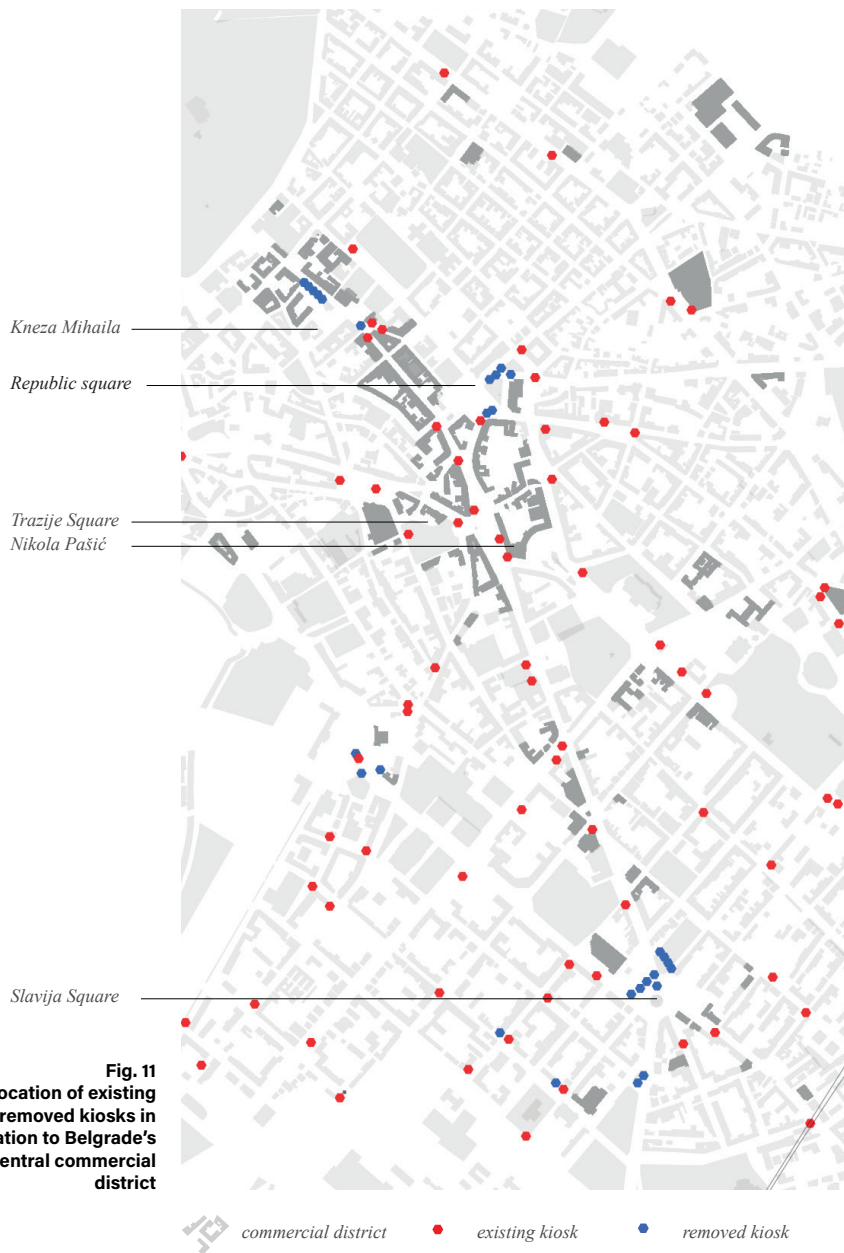 Kneza Mihaila
Republic square
Trazije Square
Nikola Pašić
Slavija Square
Fig. 11
ocation of existing
removed kiosks in
ation to Belgrade's
entral commercial
district
commercial district
existing kiosk
removed kiosk